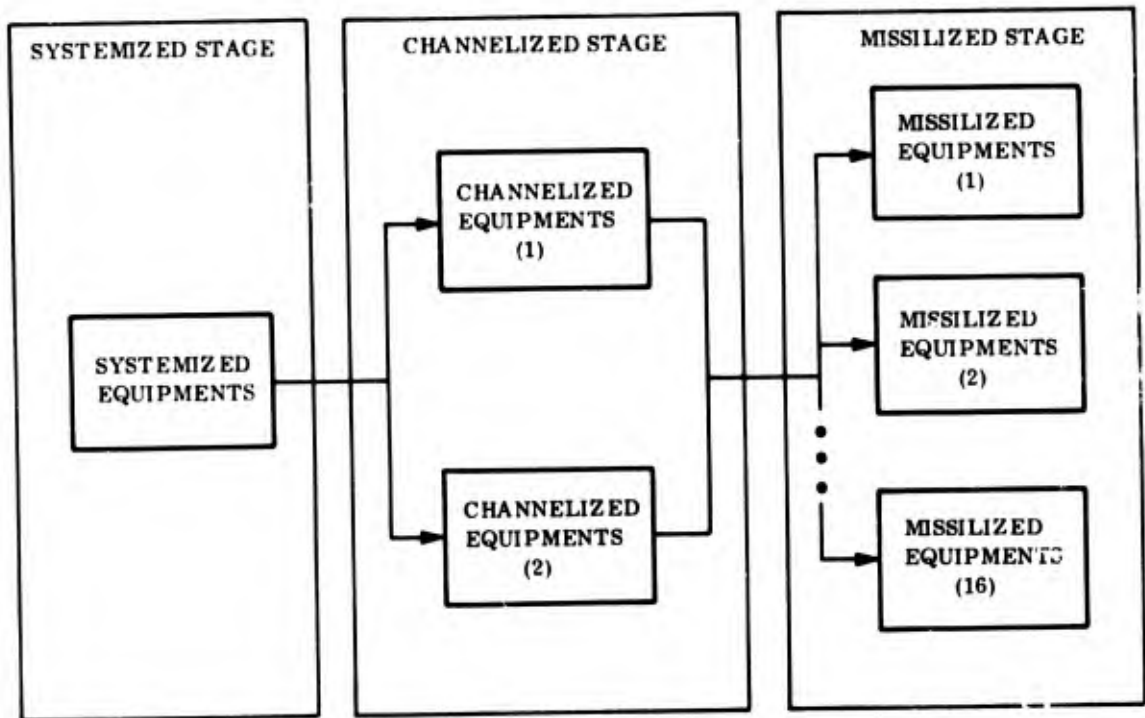 SYSTEMIZED STAGE
SYSTEMIZED
EQUIPMENTS
CHANNELIZED STAGE
CHANNELIZED
EQUIPMENTS
(1)
CHANNELIZED
EQUIPMENTS
(2)
MISSILIZED STAGE
MISSILIZED
EQUIPMENTS
(1)
MISSILIZED
EQUIPMENTS
(2)
MISSILIZED
EQUIPMENTS
(16)